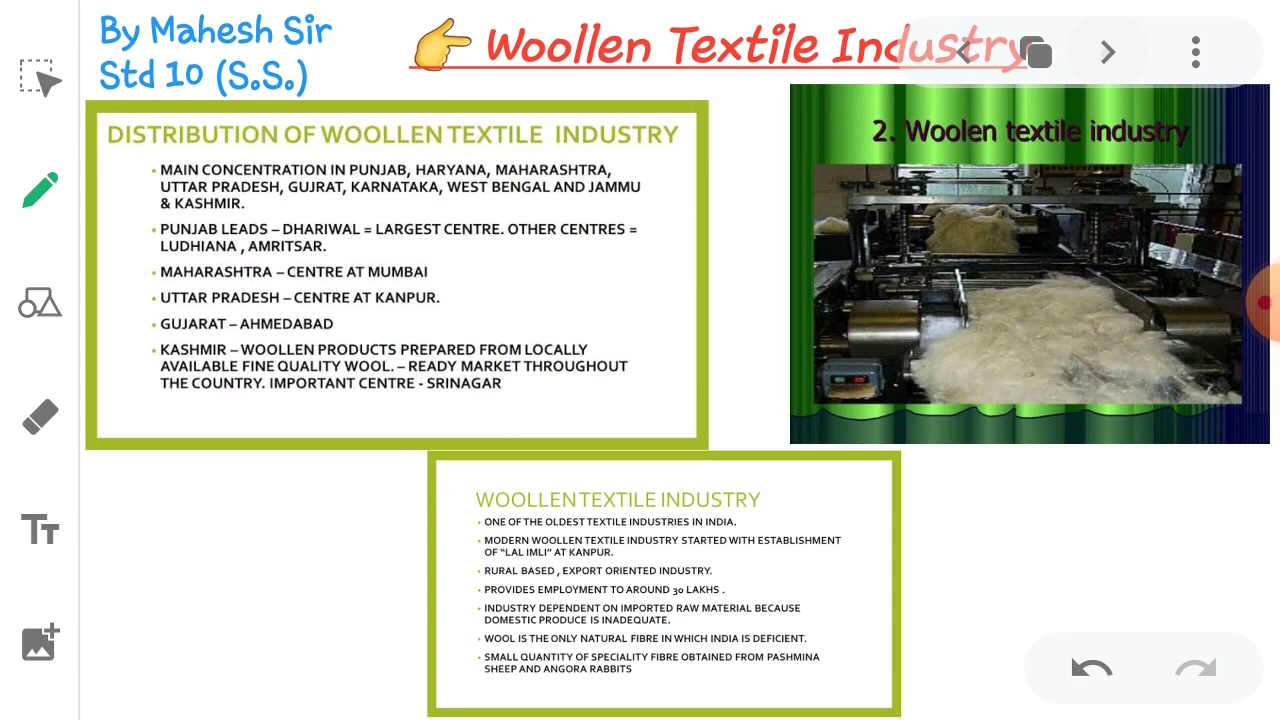 By Mahesh Sir
Std 10 (S.S.)
Woollen Textile Industry
DISTRIBUTION OF WOOLLEN TEXTILE INDUSTRY
• MAIN CONCENTRATION IN PUNJAB, HARYANA, MAHARASHTRA,
UTTAR PRADESH, GUJRAT, KARNATAKA, WEST BENGAL AND JAMMU
& KASHMIR.
• PUNJAB LEADS – DHARIWAL = LARGEST CENTRE. OTHER CENTRES =
LUDHIANA , AMRITSAR.
• MAHARASHTRA – CENTRE AT MUMBAI
• UTTAR PRADESH – CENTRE AT KANPUR.
• GUJARAT – AHMEDABAD
• KASHMIR – WOOLLEN PRODUCTS PREPARED FROM LOCALLY
AVAILABLE FINE QUALITY WOOL. – READY MARKET THROUGHOUT
THE COUNTRY. IMPORTANT CENTRE - SRINAGAR
2. Woolen textile industry
WOOLLEN TEXTILE INDUSTRY
• ONE OF THE OLDEST TEXTILE INDUSTRIES IN INDIA.
• MODERN WOOLLEN TEXTILE INDUSTRY STARTED WITH ESTABLISHMENT
OF “LAL IMLI” AT KANPUR.
• RURAL BASED , EXPORT ORIENTED INDUSTRY.
• PROVIDES EMPLOYMENT TO AROUND 30 LAKHS .
• INDUSTRY DEPENDENT ON IMPORTED RAW MATERIAL BECAUSE
DOMESTIC PRODUCE IS INADEQUATE.
• WOOL IS THE ONLY NATURAL FIBRE IN WHICH INDIA IS DEFICIENT.
• SMALL QUANTITY OF SPECIALITY FIBRE OBTAINED FROM PASHMINA
SHEEP AND ANGORA RABBITS
TT